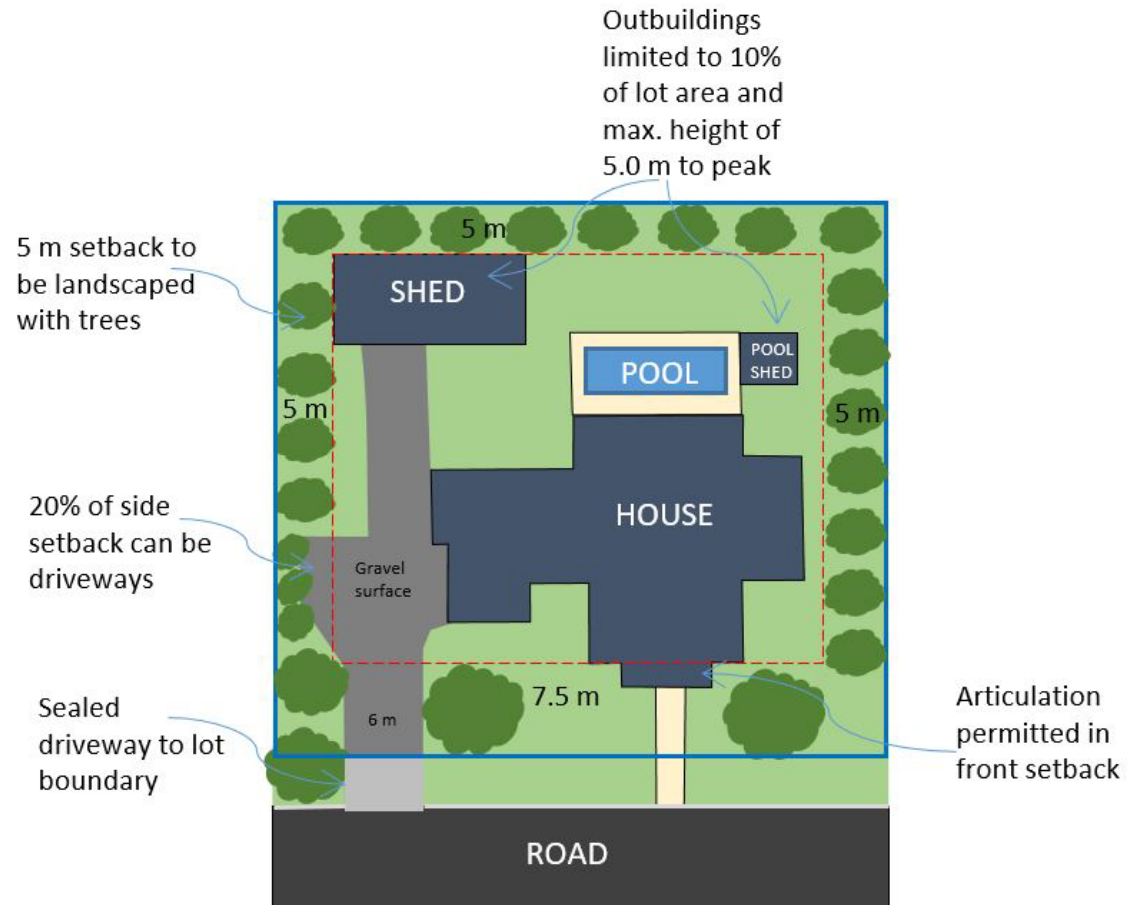 Outbuildings
limited to 10%
of lot area and
max. height of
5.0 m to peak
5 m setback to
be landscaped
with trees
5 m
SHED
POOL
POOL
SHED
5 m
5 m
20% of side
setback can be
driveways
HOUSE
Gravel
surface
Sealed
driveway to lot
boundary
6 m
7.5 m
Articulation
permitted in
front setback
ROAD